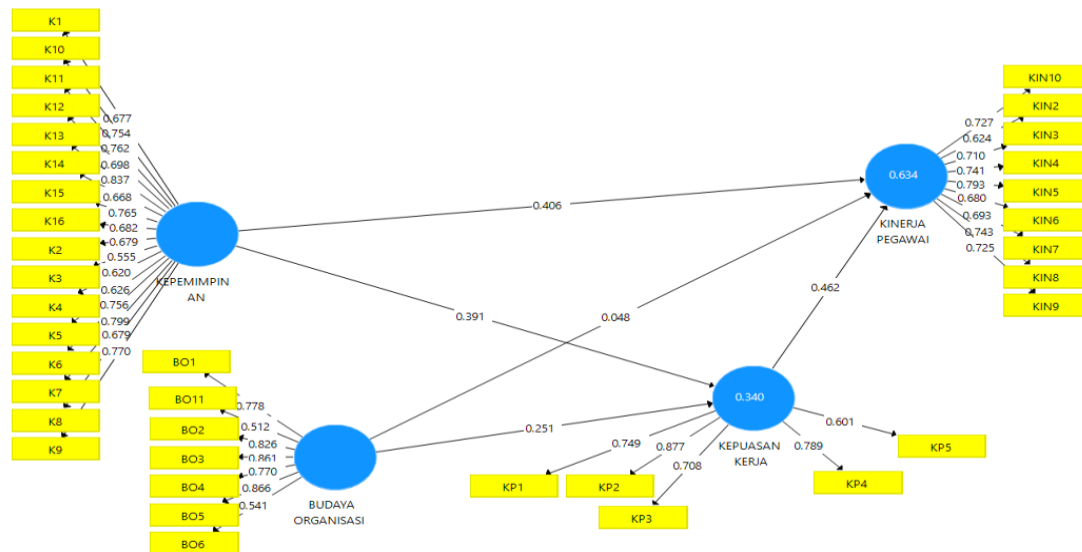 K1
K10
K11
K12
K13
K14
K15
K16
K2
K3
K4
K5
K6
K7
K8
K9
0.677
0.754
0.762
0.698
0.837
0.668
0.765
0.682
0.679
0.555
0.620
0.626
0.756
0.799
0.679
0.770
KEPEMIMPIN
AN
BO1
BO11
BO2
BO3
BO4
BO5
BO6
0.778
0.512
0.826
0.861
0.770
0.866
0.541
BUDAYA
ORGANISASI
0.406
0.391
0.048
0.251
0.462
0.634
KINERJA
PEGAWAI
0.727
0.624
0.710
0.741
0.793
0.680
0.693
0.743
0.725
KIN10
KIN2
KIN3
KIN4
KIN5
KIN6
KIN7
KIN8
KIN9
0.340
KEPUASAN
KERJA
0.749
0.877
0.708
0.789
0.601
KP1
KP2
KP3
KP4
KP5